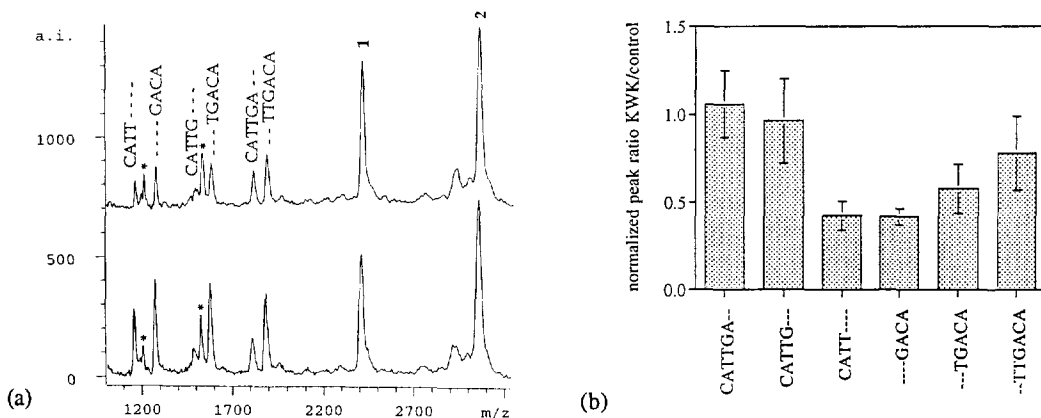 a.i.
1000
500
0
1200
1700
2200
2700
m/z
CATT - - - -
*
- - - - GACA
CATTG - - -
*
- - - TGACA
CATTGA - -
- - TTGACA
1
2
*
*
(a)
normalized peak ratio KWK/control
1.5
1.0
0.5
0.0
CATTGA--
CATTG---
CATT----
----GACA
---TGACA
--TTGACA
(b)